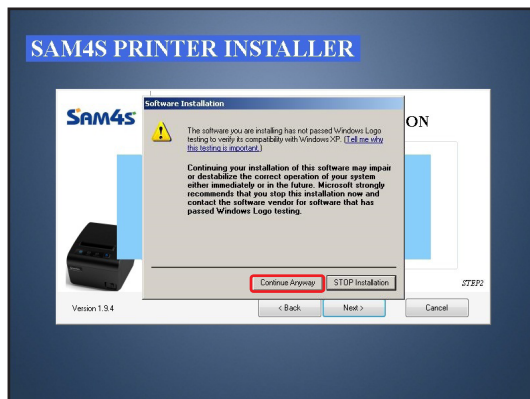 SAM4S PRINTER INSTALLER
SAM4S
Software Installation
ON
The software you are installing has not passed Windows Logo
testing to verify its compatibility with Windows XP. (Tell me why
this testing is important.)
Continuing your installation of this software may impair
or destabilize the correct operation of your system
either immediately or in the future. Microsoft strongly
recommends that you stop this installation now and
contact the software vendor for software that has
passed Windows Logo testing.
Continue Anyway
STOP Installation
STEP2
Version 1.9.4
< Back
Next >
Cancel